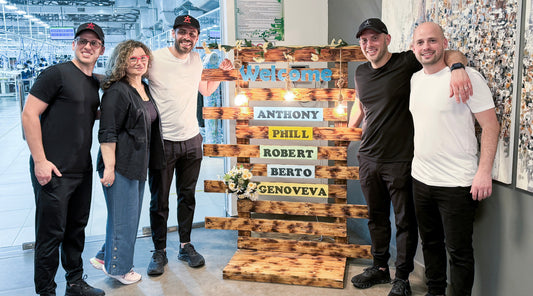 Welcome
ANTHONY
PHILL
ROBERT
BERTO
GENOVEVA